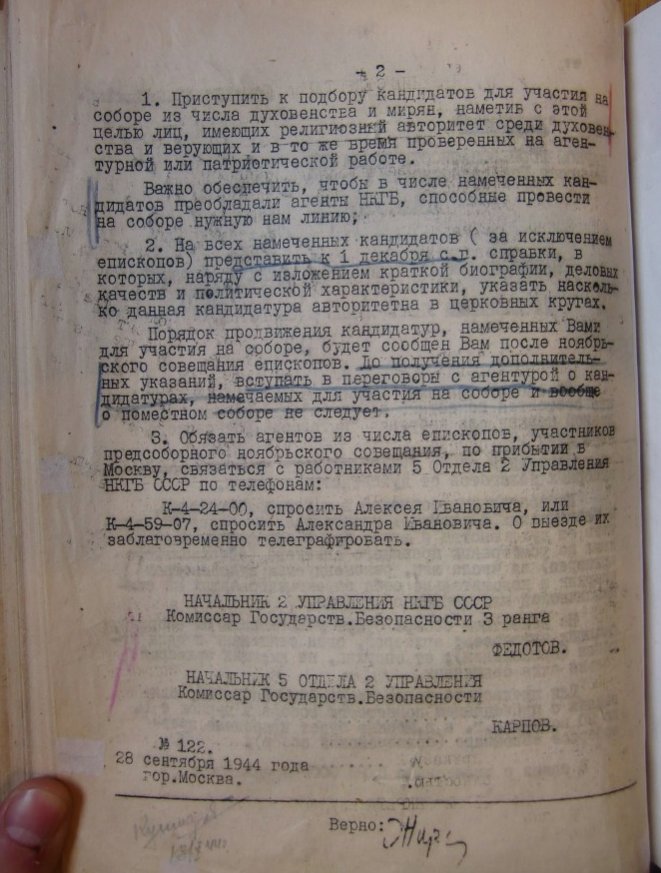 - 2 -
1. Приступить к подбору кандидатов для участия на
соборе из числа духовенства и мирян, наметив с этой
целью лиц, имеющих религиозный авторитет среди духовен-
ства и верующих и в то же время проверенных на аген-
турной или патриотической работе.
Важно обеспечить, чтобы в числе намеченных кан-
дидатов преобладали агенты НКГБ, способные провести
на соборе нужную нам линию;
2. На всех намеченных кандидатов ( за исключением
епископов) представить к 1 декабря с.г. справки, в
которых, наряду с изложением краткой биографии, деловых
качеств и политической характеристики, указать насколь-
ко данная кандидатура авторитетна в церковных кругах.
Порядок продвижения кандидатур, намеченных Вами
для участия на соборе, будет сообщен Вам после ноябрь-
ского совещания епископов. До получения дополнитель-
ных указаний, вступать в переговоры с агентурой о кан-
дидатурах, намечаемых для участия на соборе и вообще
о поместном соборе не следует.
3. Обязать агентов из числа епископов, участников
предсоборного ноябрьского совещания, по прибытии в
Москву, связаться с работниками 5 Отдела 2 Управления
НКГБ СССР по телефонам:
К-4-24-00, спросить Алексея Ивановича, или
К-4-59-07, спросить Александра Ивановича. О выезде их
заблаговременно телеграфировать.
НАЧАЛЬНИК 2 УПРАВЛЕНИЯ НКГБ СССР
Комиссар Государств.Безопасности 3 ранга
ФЕДОТОВ.
НАЧАЛЬНИК 5 ОТДЕЛА 2 УПРАВЛЕНИЯ
Комиссар Государств.Безопасности
КАРПОВ.
№ 122.
28 сентября 1944 года
гор.Москва.
Верно: